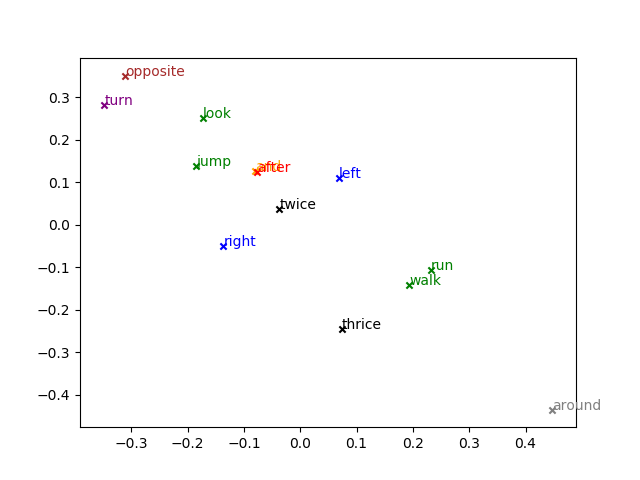 opposite
turn
look
jump
after
left
twice
right
run
walk
thrice
around
0.3
0.2
0.1
0.0
−0.1
−0.2
−0.3
−0.4
−0.3 −0.2 −0.1 0.0 0.1 0.2 0.3 0.4